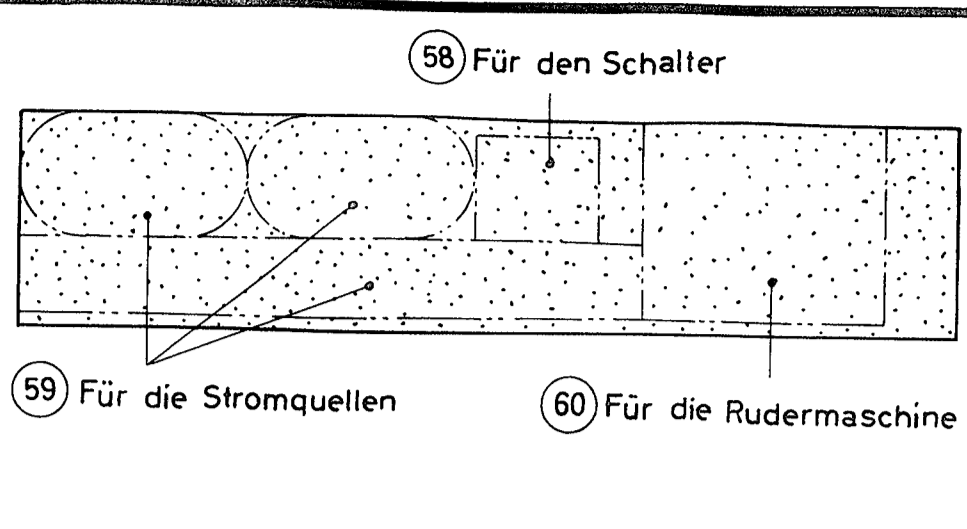 58 Für den Schalter
59 Für die Stromquellen
60 Für die Rudermaschine